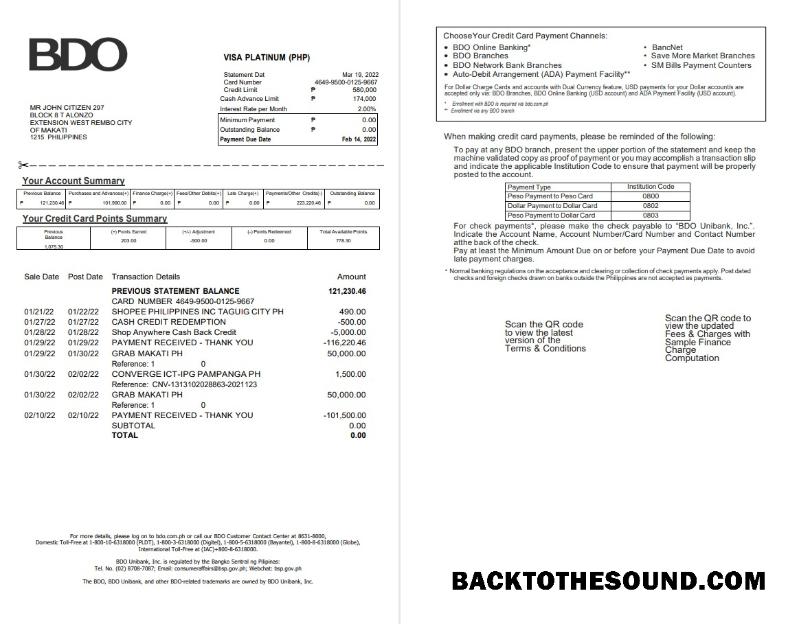 BDO
VISA PLATINUM (PHP)
Statement Dat Mar 19, 2022
Card Number 4649-9500-0125-9667
Credit Limit ₱ 580,000
Cash Advance Limit ₱ 174,000
Interest Rate per Month 2.00%
Minimum Payment ₱ 0.00
Outstanding Balance ₱ 0.00
Payment Due Date Feb 14, 2022
MR JOHN CITIZEN 297
BLOCK 8 T ALONZO
EXTENSION WEST REMBO CITY
OF MAKATI
1215 PHILIPPINES
Your Account Summary
Previous Balance Purchases and Advances(+) Finance Charge(+) Fees/Other Debits(+) Late Charge(+) Payments/Other Credits(-) Outstanding Balance
₱ 121,230.46 ₱ 101,990.00 ₱ 0.00 ₱ 0.00 ₱ 0.00 ₱ 223,220.46 ₱ 0.00
Your Credit Card Points Summary
Previous Balance (+) Points Earned (+/-) Adjustment (-) Points Redeemed Total Available Points
1,075.30 203.00 -500.00 0.00 778.30
Sale Date Post Date Transaction Details Amount
PREVIOUS STATEMENT BALANCE 121,230.46
CARD NUMBER 4649-9500-0125-9667
01/21/22 01/22/22 SHOPEE PHILIPPINES INC TAGUIG CITY PH 490.00
01/27/22 01/27/22 CASH CREDIT REDEMPTION -500.00
01/28/22 01/28/22 Shop Anywhere Cash Back Credit -5,000.00
01/29/22 01/29/22 PAYMENT RECEIVED - THANK YOU -116,220.46
01/29/22 01/30/22 GRAB MAKATI PH 50,000.00
Reference: 1 0
01/30/22 02/02/22 CONVERGE ICT-IPG PAMPANGA PH 1,500.00
Reference: CNV-1313102028863-2021123
01/30/22 02/02/22 GRAB MAKATI PH 50,000.00
Reference: 1 0
02/10/22 02/10/22 PAYMENT RECEIVED - THANK YOU -101,500.00
SUBTOTAL 0.00
TOTAL 0.00
For more details, please log on to bdo.com.ph or call our BDO Customer Contact Center at 8631-8000,
Domestic Toll-Free at 1-800-10-6318000 (PLDT), 1-800-3-6318000 (Digitel), 1-800-5-6318000 (Bayantel), 1-800-8-6318000 (Globe),
International Toll-Free at (IAC)+800-8-6318000.
BDO Unibank, Inc. is regulated by the Bangko Sentral ng Pilipinas:
Tel. No. (02) 8708-7087; Email: consumeraffairs@bsp.gov.ph; Webchat: bsp.gov.ph
The BDO, BDO Unibank, and other BDO-related trademarks are owned by BDO Unibank, Inc.
ChooseYour Credit Card Payment Channels:
• BDO Online Banking*
• BDO Branches
• BDO Network Bank Branches
• Auto-Debit Arrangement (ADA) Payment Facility**
• BancNet
• Save More Market Branches
• SM Bills Payment Counters
For Dollar Charge Cards and accounts with Dual Currency feature, USD payments for your Dollar accounts are
accepted only via: BDO Branches, BDO Online Banking (USD account) and ADA Payment Facility (USD account).
* Enrollment with BDO is required via bdo.com.ph
** Enrollment via any BDO branch
When making credit card payments, please be reminded of the following:
To pay at any BDO branch, present the upper portion of the statement and keep the
machine validated copy as proof of payment or you may accomplish a transaction slip
and indicate the applicable Institution Code to ensure that payment will be properly
posted.
Payment Type Institution Code
Peso Payment to Peso Card 0800
Dollar Payment to Dollar Card 0802
Peso Payment to Dollar Card 0803
For check payments*, please make the check payable to "BDO Unibank, Inc.".
Indicate the Account Name, Account Number/Card Number and Contact Number
atthe back of the check.
Pay at least the Minimum Amount Due on or before your Payment Due Date to avoid
late payment charges.
* Normal banking regulations on the acceptance and clearing or collection of check payments apply. Post dated
checks and foreign checks drawn on banks outside the Philippines are not accepted as payments.
Scan the QR code
to view the latest
version of the
Terms & Conditions
Scan the QR code to
view the updated
Fees & Charges with
Sample Finance
Charge
Computation
BACKTOTHESOUND.COM